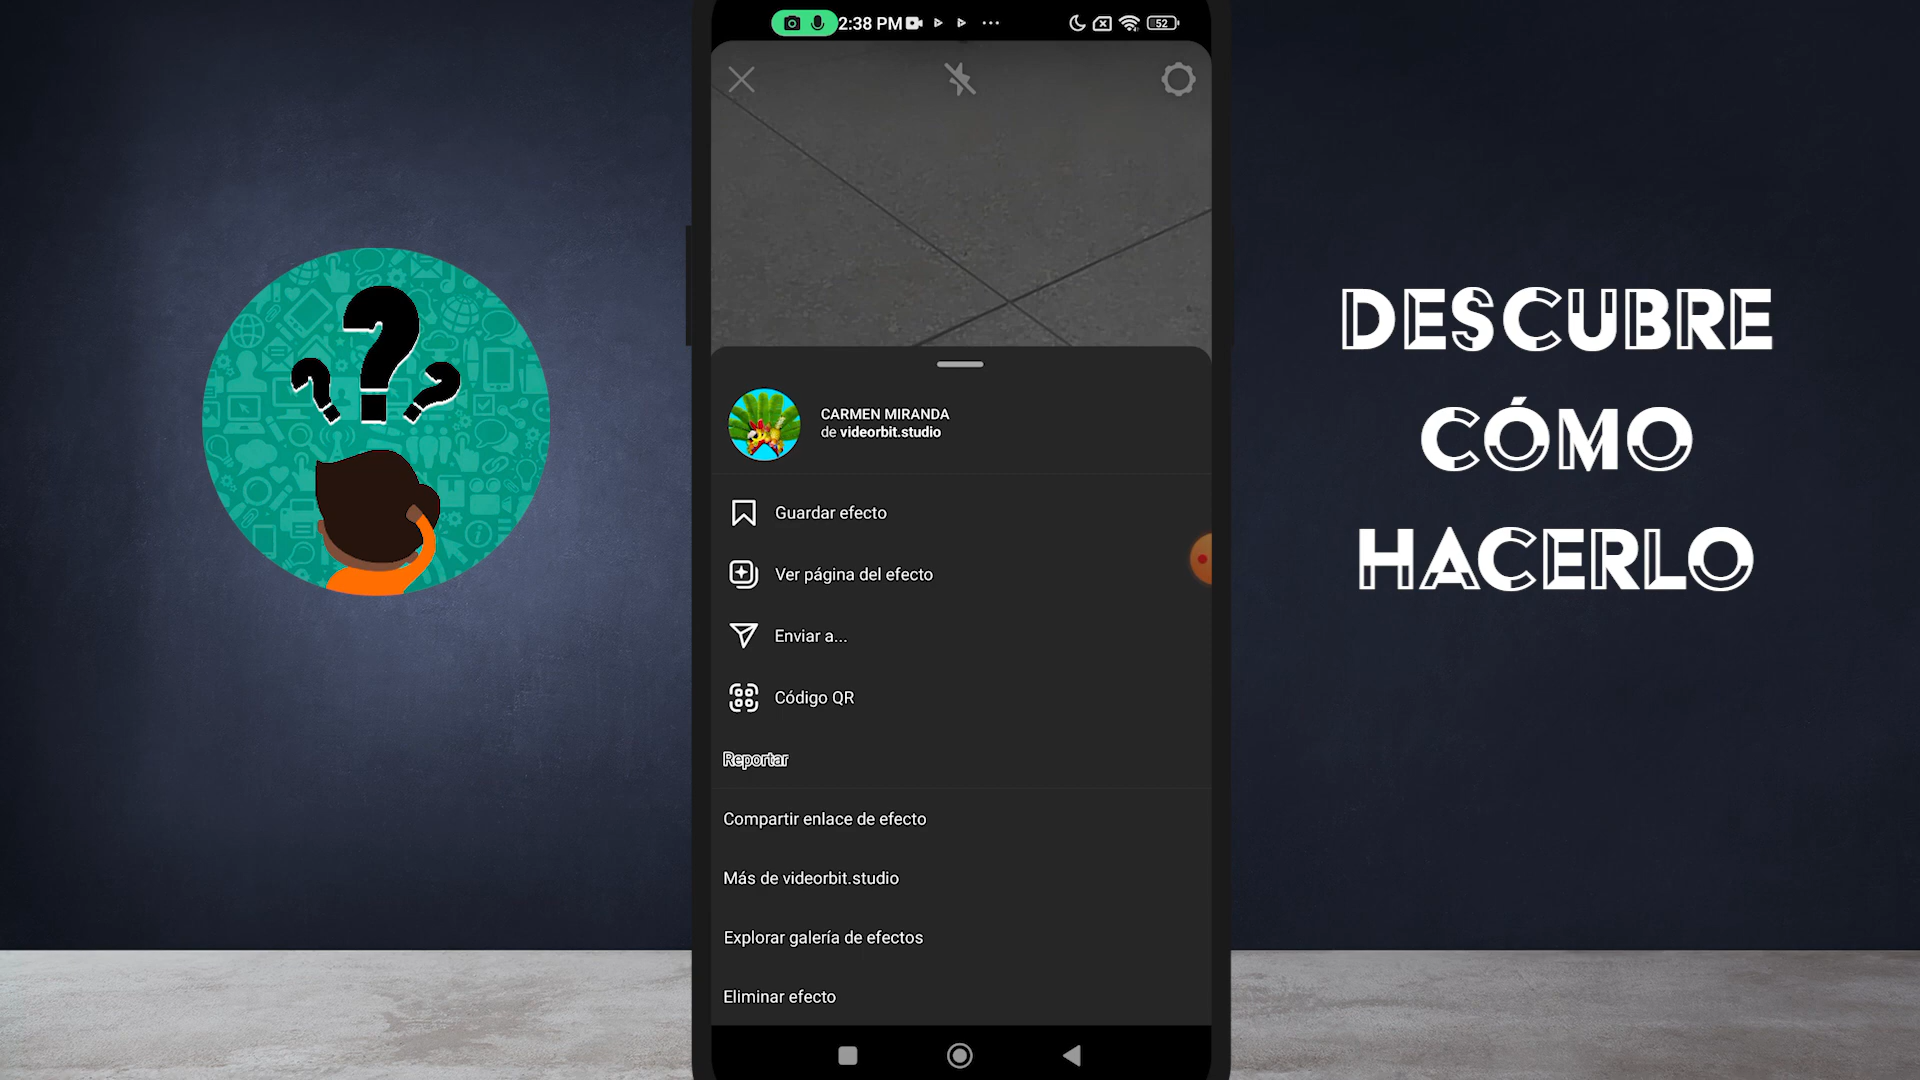 2:38 PM
52
CARMEN MIRANDA
de videorbit.studio
Guardar efecto
Ver página del efecto
Enviar a...
Código QR
Reportar
Compartir enlace de efecto
Más de videorbit.studio
Explorar galería de efectos
Eliminar efecto
DESCUBRE
CÓMO
HACERLO